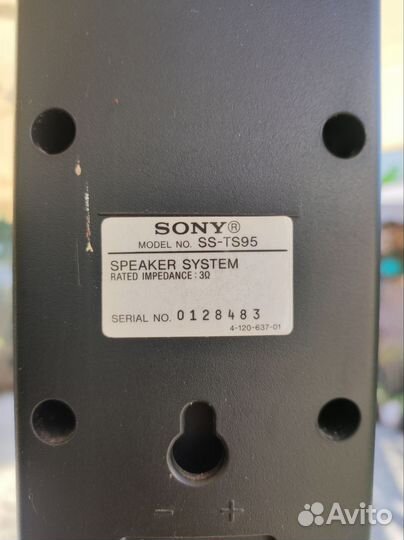 SONY®
MODEL NO. SS-TS95
SPEAKER SYSTEM
RATED IMPEDANCE : 3Ω
SERIAL NO. 0128483
4-120-637-01
− +
Avito